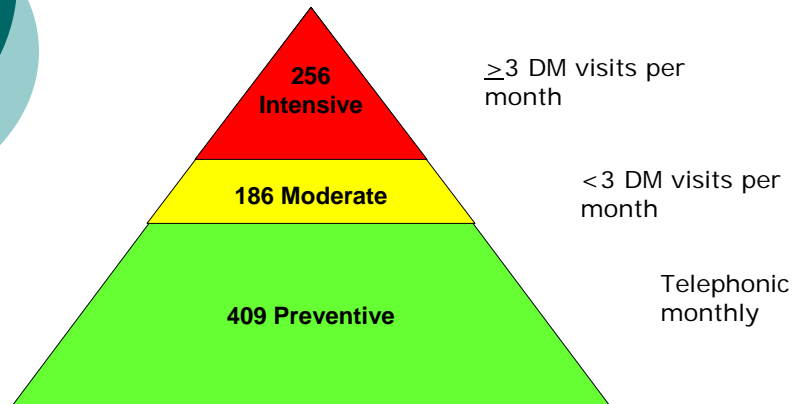 256
Intensive
≥3 DM visits per
month
186 Moderate
<3 DM visits per
month
409 Preventive
Telephonic
monthly